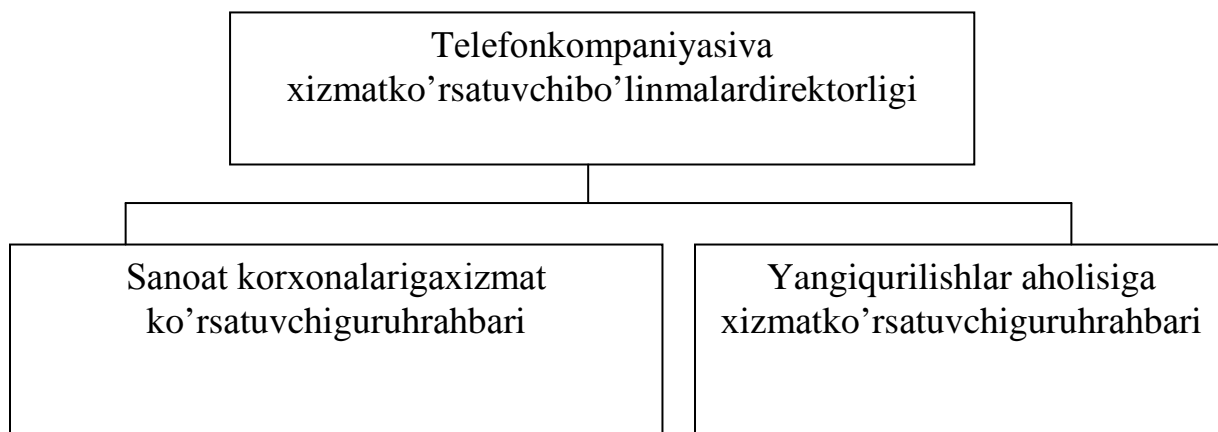 Telefonkompaniyasiva
xizmatko’rsatuvchibo’linmalardirektorligi
Sanoat korxonalarigaxizmat
ko’rsatuvchiguruhrahbari
Yangiqurilishlar aholisiga
xizmatko’rsatuvchiguruhrahbari